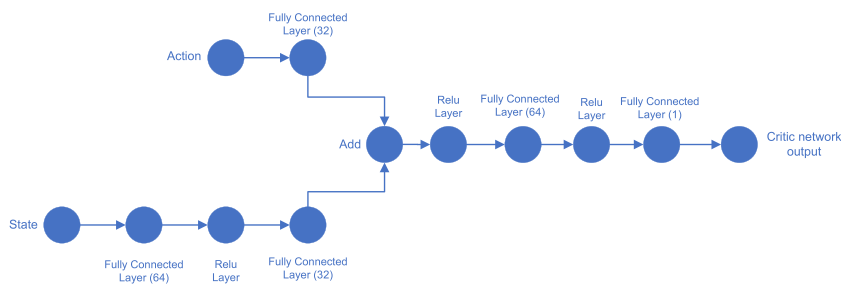 Fully Connected
Layer (32)
Action
Relu
Layer
Fully Connected
Layer (64)
Relu
Layer
Fully Connected
Layer (1)
Add
Critic network
output
State
Fully Connected
Layer (64)
Relu
Layer
Fully Connected
Layer (32)